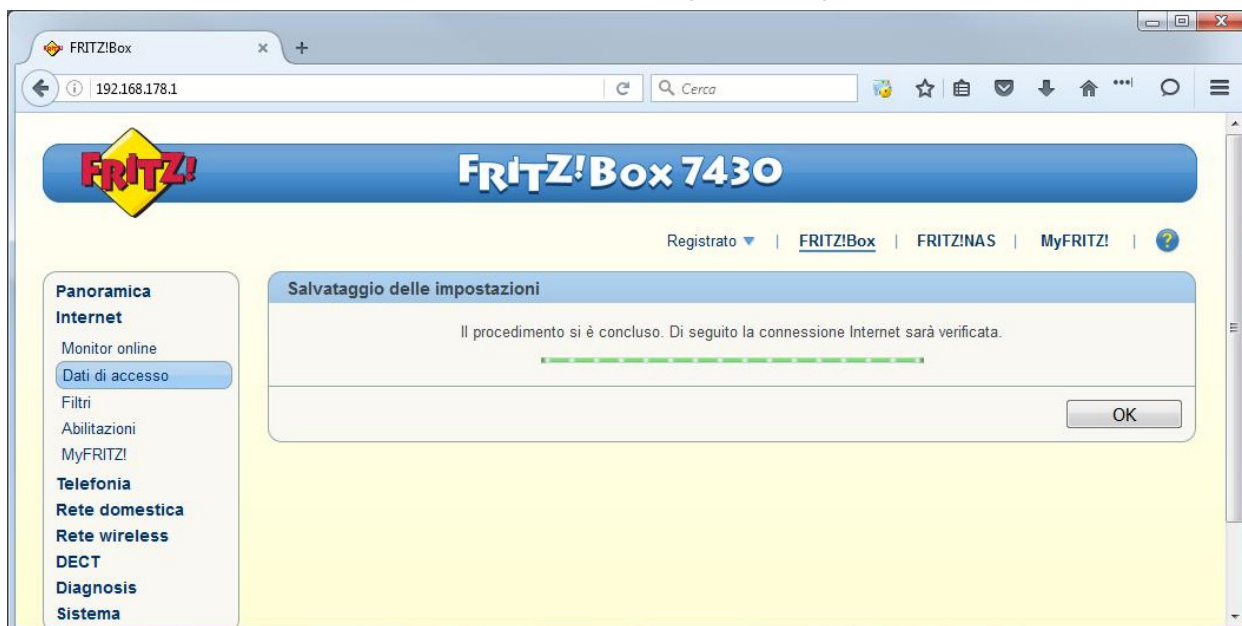 FRITZ!Box
192.168.178.1
Cerca
FRITZ!
FRITZ!Box 7430
Registrato | FRITZ!Box | FRITZ!NAS | MyFRITZ! | ?
Panoramica
Internet
Monitor online
Dati di accesso
Filtri
Abilitazioni
MyFRITZ!
Telefonia
Rete domestica
Rete wireless
DECT
Diagnosis
Sistema
Salvataggio delle impostazioni
Il procedimento si è concluso. Di seguito la connessione Internet sarà verificata.
OK